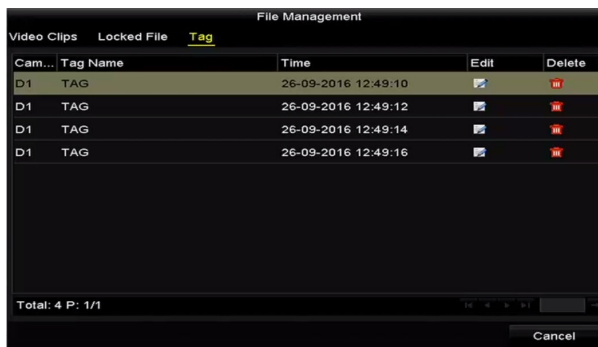 File Management
Video Clips Locked File Tag
Cam... Tag Name Time Edit Delete
D1 TAG 26-09-2016 12:49:10
D1 TAG 26-09-2016 12:49:12
D1 TAG 26-09-2016 12:49:14
D1 TAG 26-09-2016 12:49:16
Total: 4 P: 1/1
Cancel